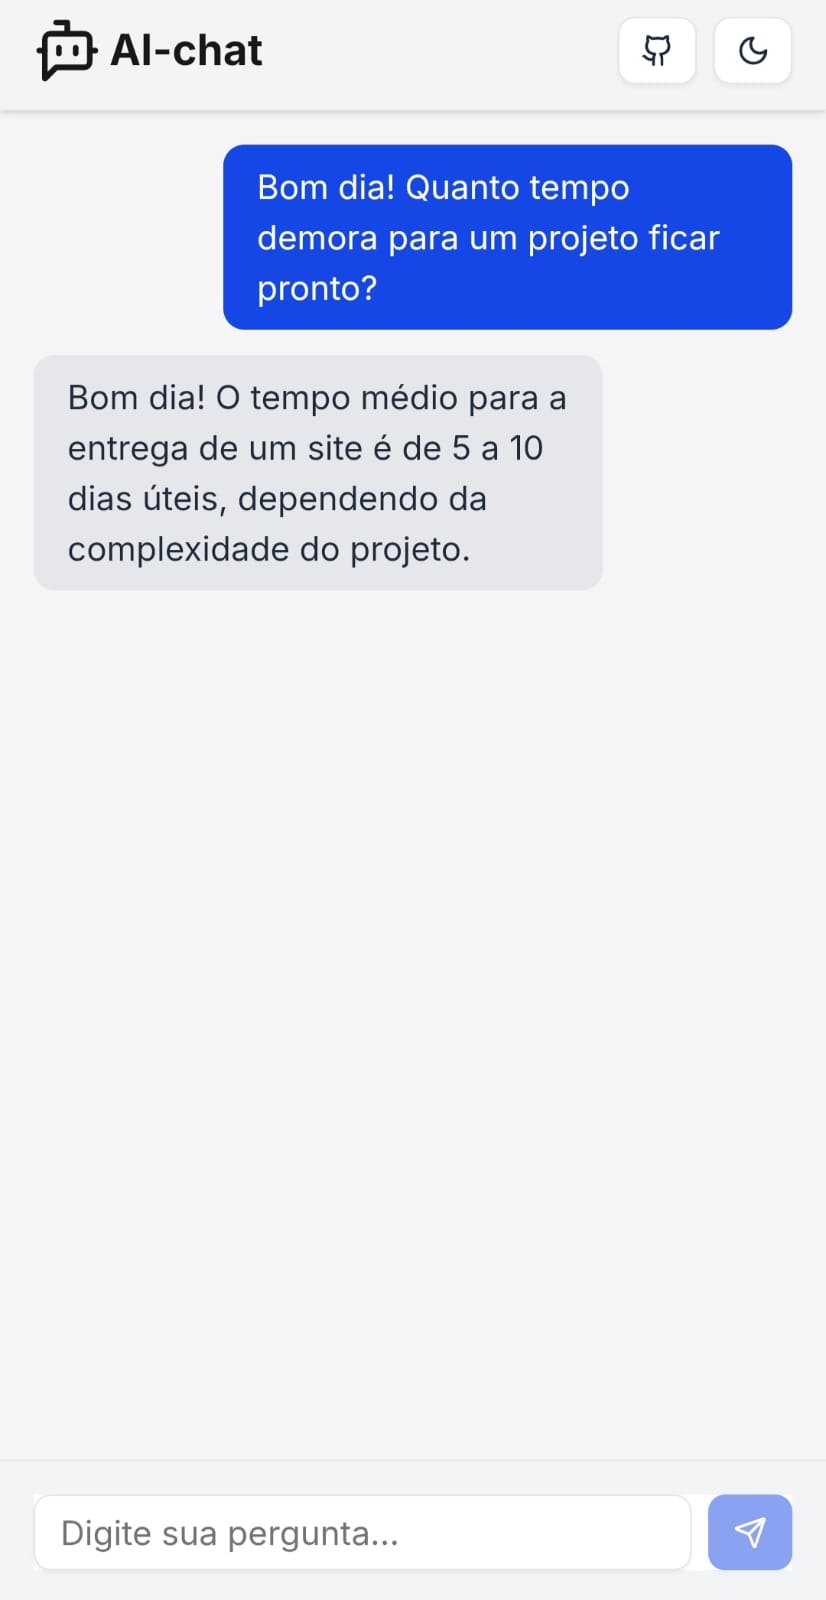 AI-chat
Bom dia! Quanto tempo
demora para um projeto ficar
pronto?
Bom dia! O tempo médio para a
entrega de um site é de 5 a 10
dias úteis, dependendo da
complexidade do projeto.
Digite sua pergunta...